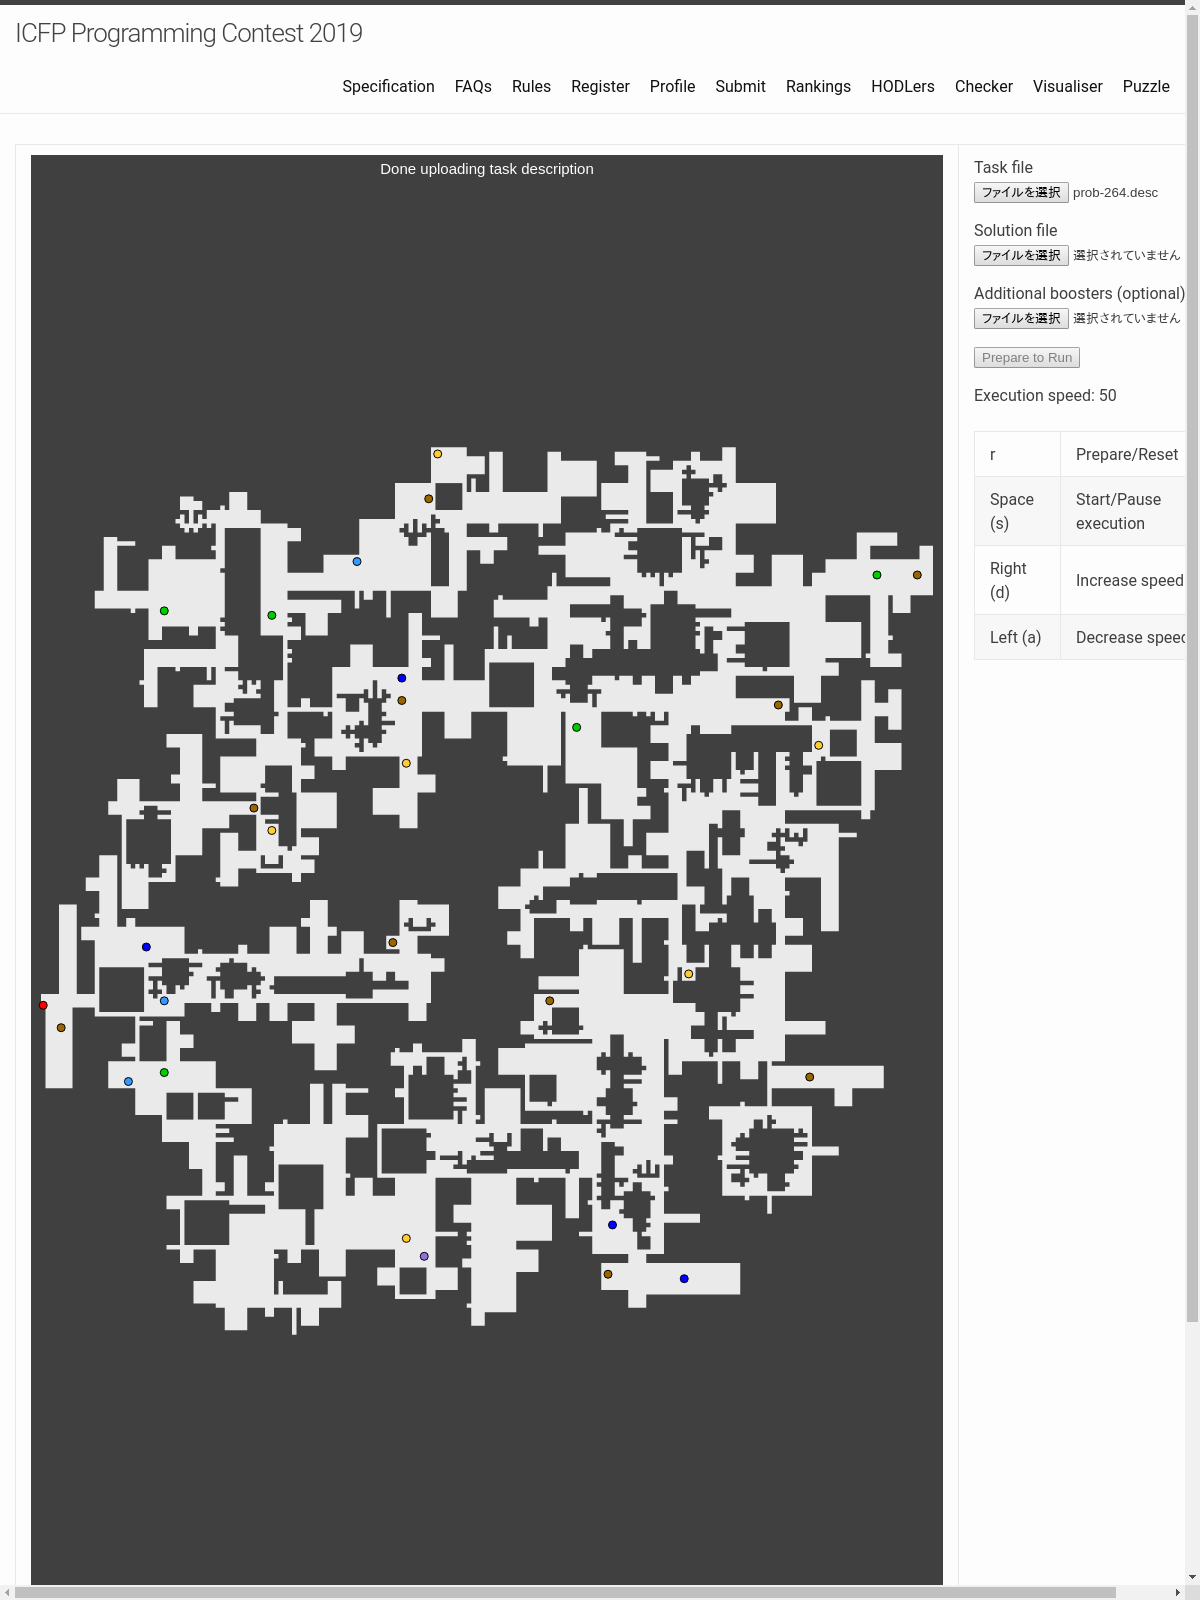 ICFP Programming Contest 2019
Specification FAQs Rules Register Profile Submit Rankings HODLers Checker Visualiser Puzzle
Done uploading task description
Task file
ファイルを選択 prob-264.desc
Solution file
ファイルを選択 選択されていません
Additional boosters (optional)
ファイルを選択 選択されていません
Prepare to Run
Execution speed: 50
r Prepare/Reset
Space (s) Start/Pause execution
Right (d) Increase speed
Left (a) Decrease speed